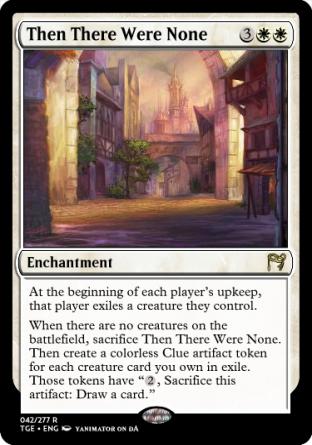 Then There Were None 3
Enchantment
At the beginning of each player's upkeep,
that player exiles a creature they control.
When there are no creatures on the
battlefield, sacrifice Then There Were None.
Then create a colorless Clue artifact token
for each creature card you own in exile.
Those tokens have “2, Sacrifice this
artifact: Draw a card.”
042/277 R
TGE • ENG YANIMATOR ON dA